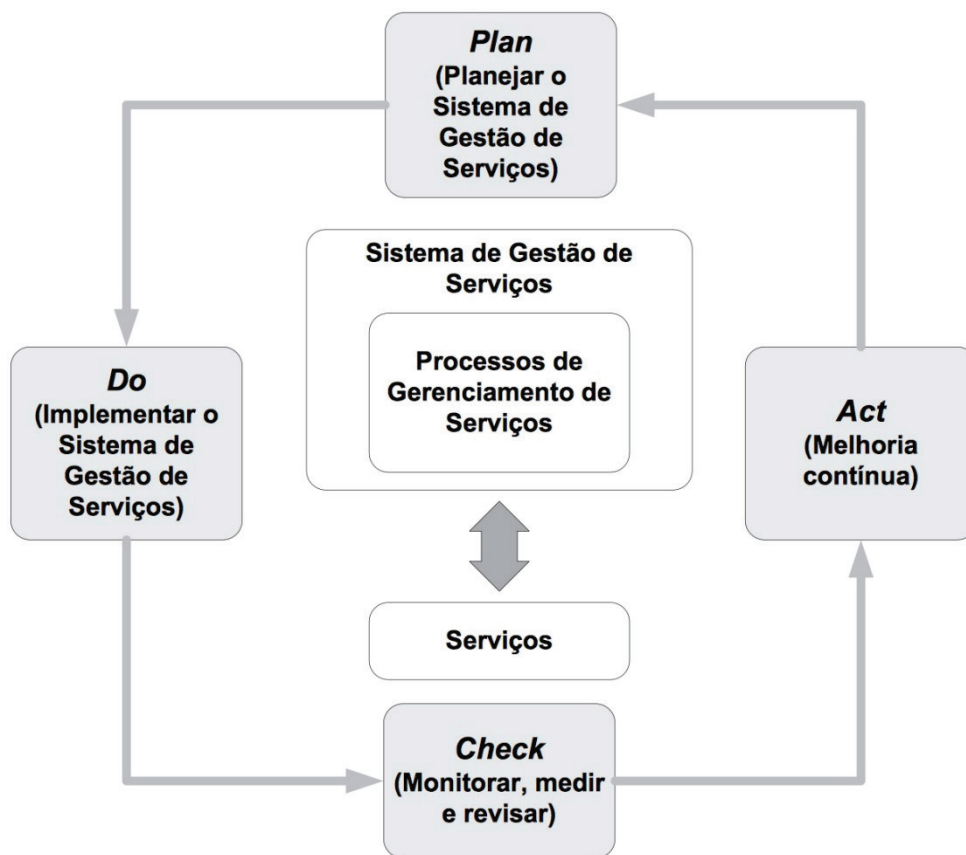 Plan
(Planejar o
Sistema de
Gestão de
Serviços)
Sistema de Gestão de
Serviços
Processos de
Gerenciamento de
Serviços
Do
(Implementar o
Sistema de
Gestão de
Serviços)
Act
(Melhoria
contínua)
Serviços
Check
(Monitorar, medir
e revisar)